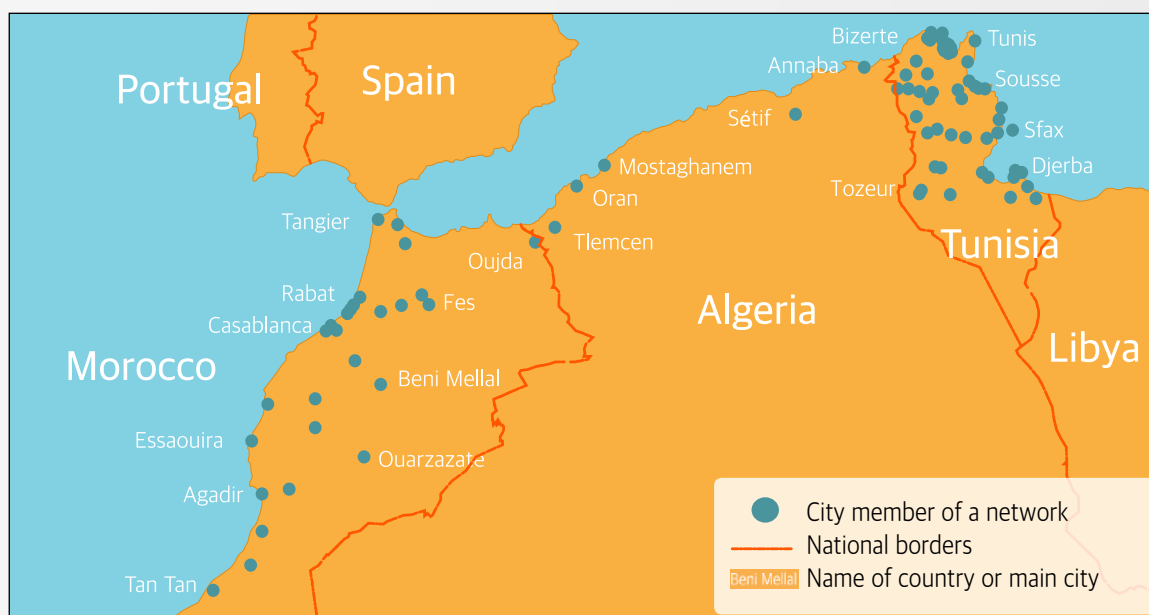 Bizerte
Tunis
Annaba
Portugal
Spain
Sousse
Sétif
Sfax
Mostaghanem
Djerba
Oran
Tozeur
Tangier
Tlemcen
Tunisia
Oujda
Rabat
Fes
Algeria
Casablanca
Libya
Morocco
Beni Mellal
Essaouira
Ouarzazate
Agadir
City member of a network
National borders
Beni Mellal Name of country or main city
Tan Tan